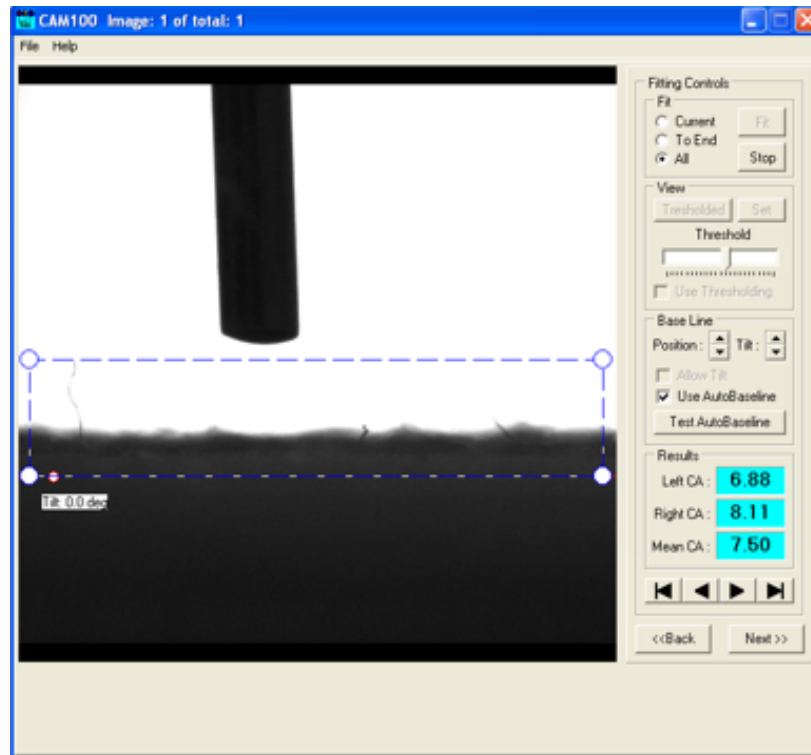 CAM100 Image: 1 of total: 1
File Help
Fitting Controls
Fit
Current
Fit
To End
All
Stop
View
Tresholded
Set
Threshold
Use Thresholding
Base Line
Position :
Tilt :
Allow Tilt
Use AutoBaseline
Test AutoBaseline
Results
Left CA : 6.88
Right CA : 8.11
Mean CA : 7.50
<<Back
Next >>
Tilt: 0.0 deg